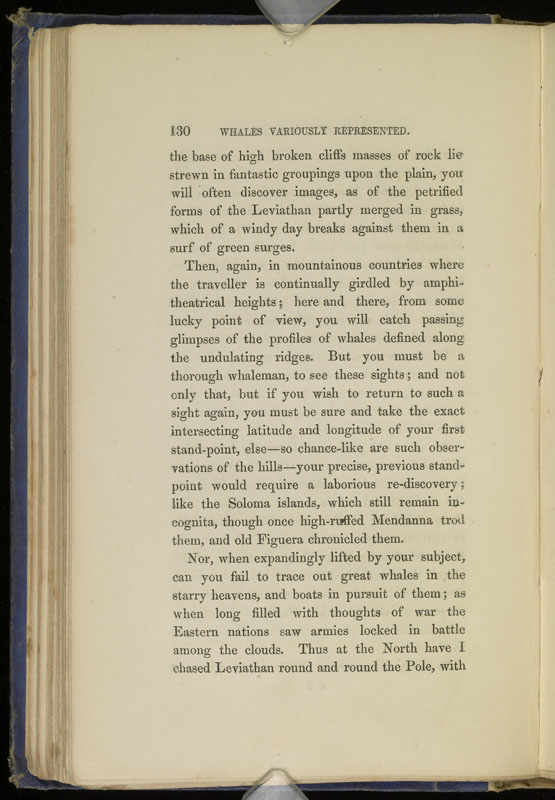 130 WHALES VARIOUSLY REPRESENTED.
the base of high broken cliffs masses of rock lie
strewn in fantastic groupings upon the plain, you
will often discover images, as of the petrified
forms of the Leviathan partly merged in grass,
which of a windy day breaks against them in a
surf of green surges.
Then, again, in mountainous countries where
the traveller is continually girdled by amphi-
theatrical heights; here and there, from some
lucky point of view, you will catch passing
glimpses of the profiles of whales defined along
the undulating ridges. But you must be a
thorough whaleman, to see these sights; and not
only that, but if you wish to return to such a
sight again, you must be sure and take the exact
intersecting latitude and longitude of your first
stand-point, else—so chance-like are such obser-
vations of the hills—your precise, previous stand-
point would require a laborious re-discovery;
like the Soloma islands, which still remain in-
cognita, though once high-ruffed Mendanna trod
them, and old Figuera chronicled them.
Nor, when expandingly lifted by your subject,
can you fail to trace out great whales in the
starry heavens, and boats in pursuit of them; as
when long filled with thoughts of war the
Eastern nations saw armies locked in battle
among the clouds. Thus at the North have I
chased Leviathan round and round the Pole, with